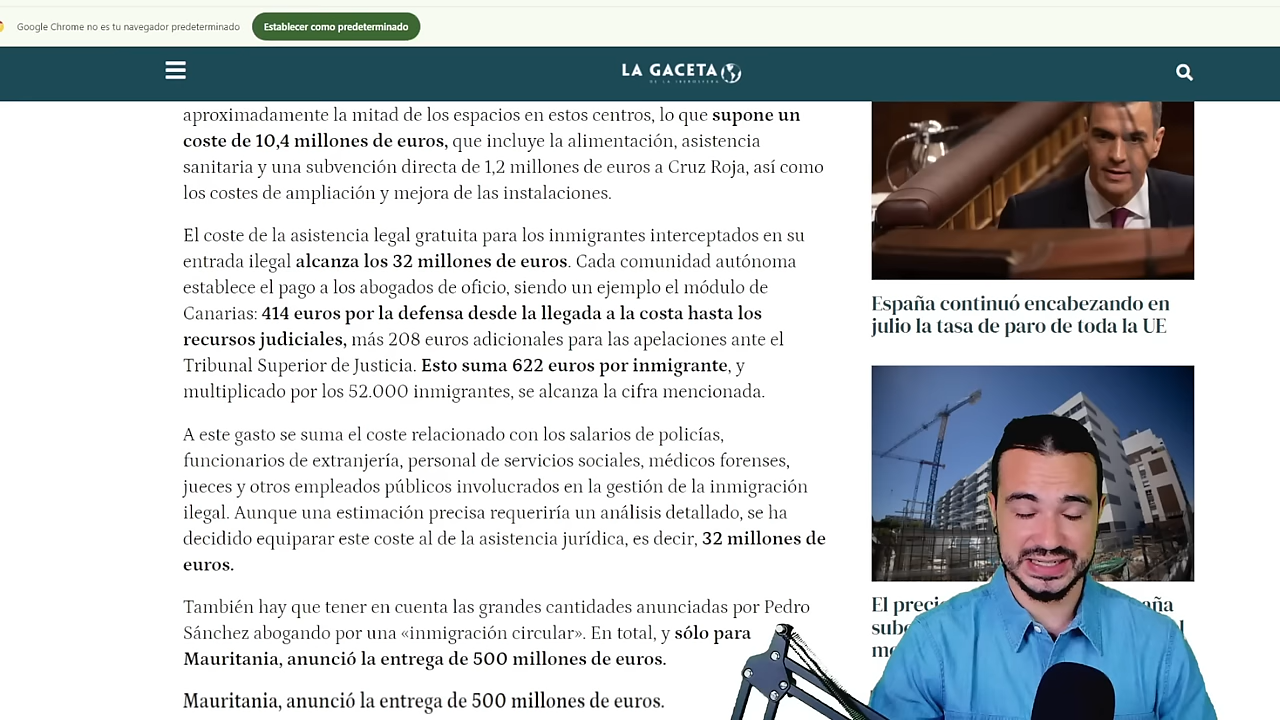 Google Chrome no es tu navegador predeterminado
Establecer como predeterminado
LA GACETA
DE LA IBEROSFERA
aproximadamente la mitad de los espacios en estos centros, lo que supone un
coste de 10,4 millones de euros, que incluye la alimentación, asistencia
sanitaria y una subvención directa de 1,2 millones de euros a Cruz Roja, así como
los costes de ampliación y mejora de las instalaciones.
El coste de la asistencia legal gratuita para los inmigrantes interceptados en su
entrada ilegal alcanza los 32 millones de euros. Cada comunidad autónoma
establece el pago a los abogados de oficio, siendo un ejemplo el módulo de
Canarias: 414 euros por la defensa desde la llegada a la costa hasta los
recursos judiciales, más 208 euros adicionales para las apelaciones ante el
Tribunal Superior de Justicia. Esto suma 622 euros por inmigrante, y
multiplicado por los 52.000 inmigrantes, se alcanza la cifra mencionada.
A este gasto se suma el coste relacionado con los salarios de policías,
funcionarios de extranjería, personal de servicios sociales, médicos forenses,
jueces y otros empleados públicos involucrados en la gestión de la inmigración
ilegal. Aunque una estimación precisa requeriría un análisis detallado, se ha
decidido equiparar este coste al de la asistencia jurídica, es decir, 32 millones de
euros.
También hay que tener en cuenta las grandes cantidades anunciadas por Pedro
Sánchez abogando por una «inmigración circular». En total, y sólo para
Mauritania, anunció la entrega de 500 millones de euros.
Mauritania, anunció la entrega de 500 millones de euros.
España continuó encabezando en
julio la tasa de paro de toda la UE
El